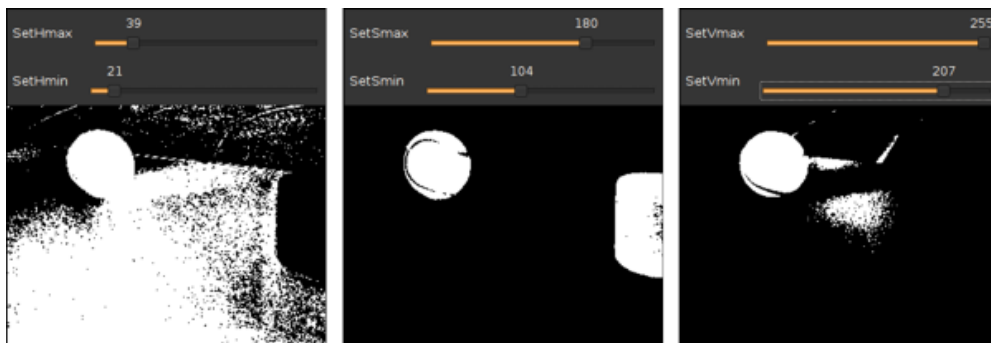 39
SetHmax
21
SetHmin
180
SetSmax
104
SetSmin
255
SetVmax
207
SetVmin